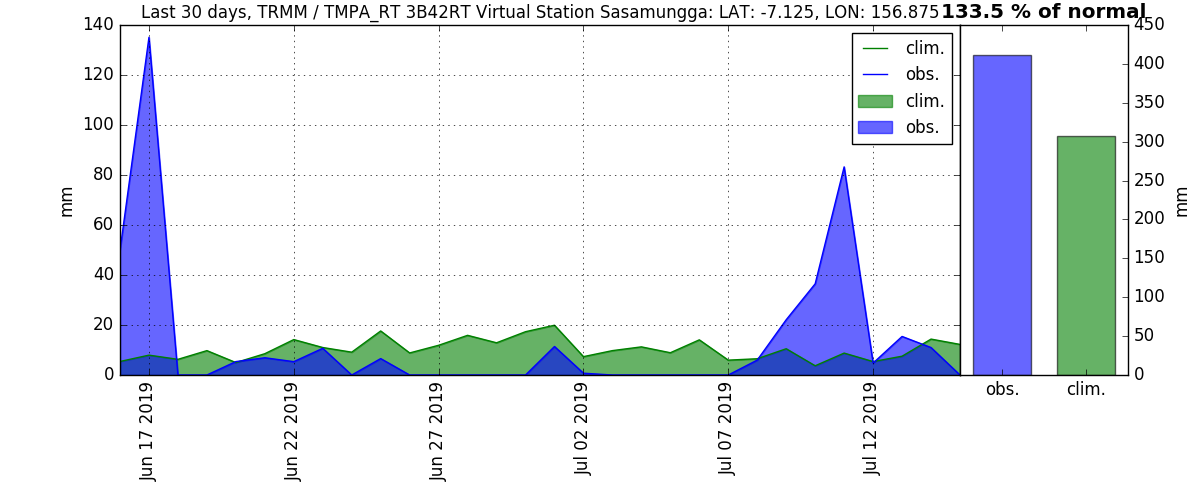 Last 30 days, TRMM / TMPA_RT 3B42RT Virtual Station Sasamungga: LAT: -7.125, LON: 156.875
133.5 % of normal
140
120
100
80
60
40
20
0
mm
clim.
obs.
clim.
obs.
Jun 17 2019
Jun 22 2019
Jun 27 2019
Jul 02 2019
Jul 07 2019
Jul 12 2019
450
400
350
300
250
200
150
100
50
0
mm
obs.
clim.